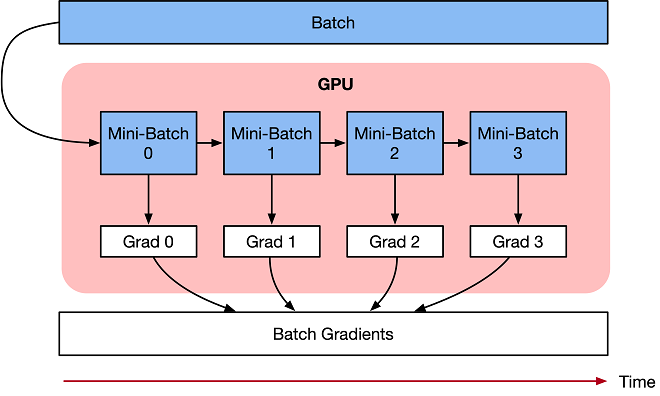 Batch
GPU
Mini-Batch
0
Mini-Batch
1
Mini-Batch
2
Mini-Batch
3
Grad 0
Grad 1
Grad 2
Grad 3
Batch Gradients
Time